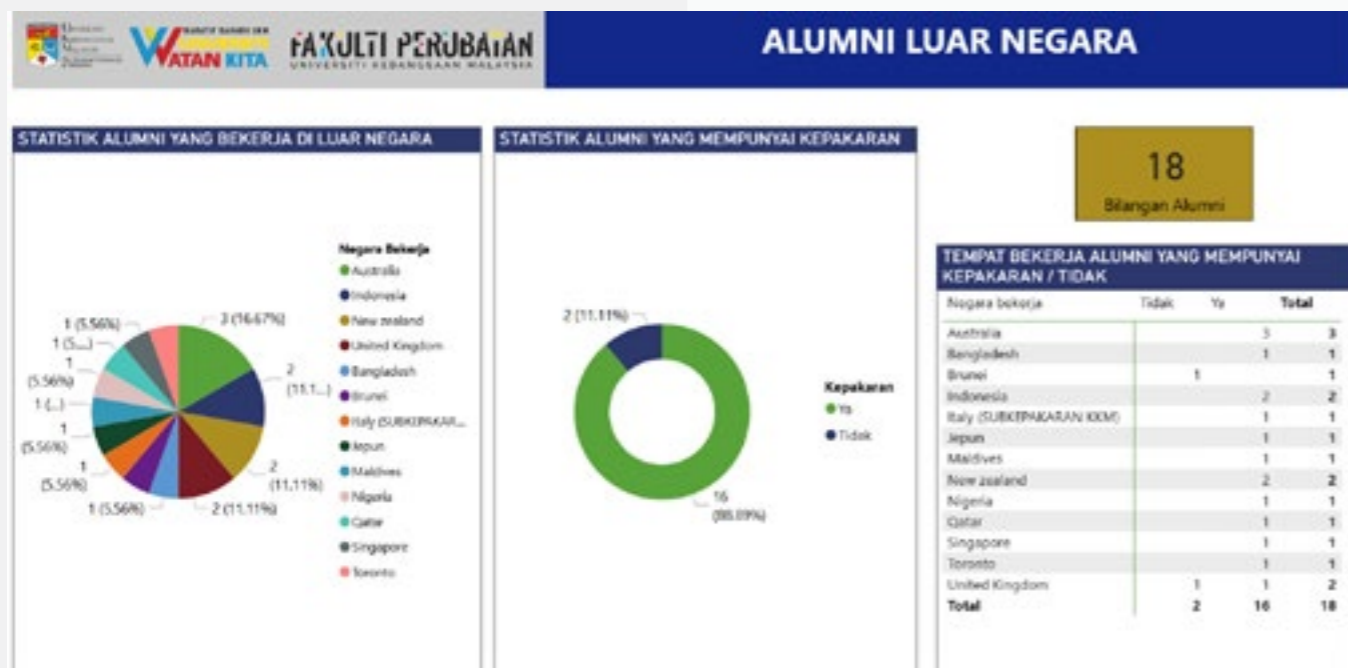 WATAN KITA
FAKULTI PERUBATAN
UNIVERSITI KEBANGSAAN MALAYSIA
ALUMNI LUAR NEGARA
STATISTIK ALUMNI YANG BEKERJA DI LUAR NEGARA
Negara Bekerja
Australia
Indonesia
New zealand
United Kingdom
Bangladesh
Brunei
Italy (SUBKEPAKAR...
Jepun
Maldives
Nigeria
Qatar
Singapore
Toronto
3 (16.67%)
2
(11.1...)
2
(11.11%)
2 (11.11%)
1 (5.56%)
1
(5.56%)
1
(5.56%)
1 (...)
1
(5.56%)
1 (5...)
1 (5.56%)
STATISTIK ALUMNI YANG MEMPUNYAI KEPAKARAN
2 (11.11%)
16
(88.89%)
Kepakaran
Ya
Tidak
18
Bilangan Alumni
TEMPAT BEKERJA ALUMNI YANG MEMPUNYAI
KEPAKARAN / TIDAK
Negara bekerja Tidak Ya Total
Australia 3 3
Bangladesh 1 1
Brunei 1 1
Indonesia 2 2
Italy (SUBKEPAKARAN KKM) 1 1
Jepun 1 1
Maldives 1 1
New zealand 2 2
Nigeria 1 1
Qatar 1 1
Singapore 1 1
Toronto 1 1
United Kingdom 1 1 2
Total 2 16 18